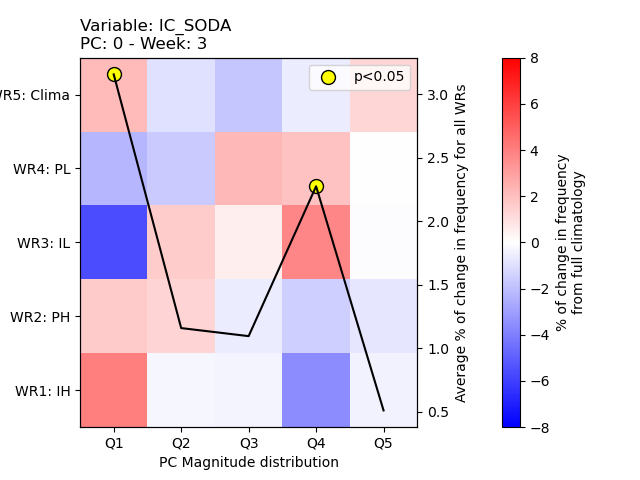 Variable: IC_SODA
PC: 0 - Week: 3
p<0.05
WR5: Clima
WR4: PL
WR3: IL
WR2: PH
WR1: IH
Q1 Q2 Q3 Q4 Q5
PC Magnitude distribution
3.0
2.5
2.0
1.5
1.0
0.5
Average % of change in frequency for all WRs
8
6
4
2
0
−2
−4
−6
−8
% of change in frequency
from full climatology